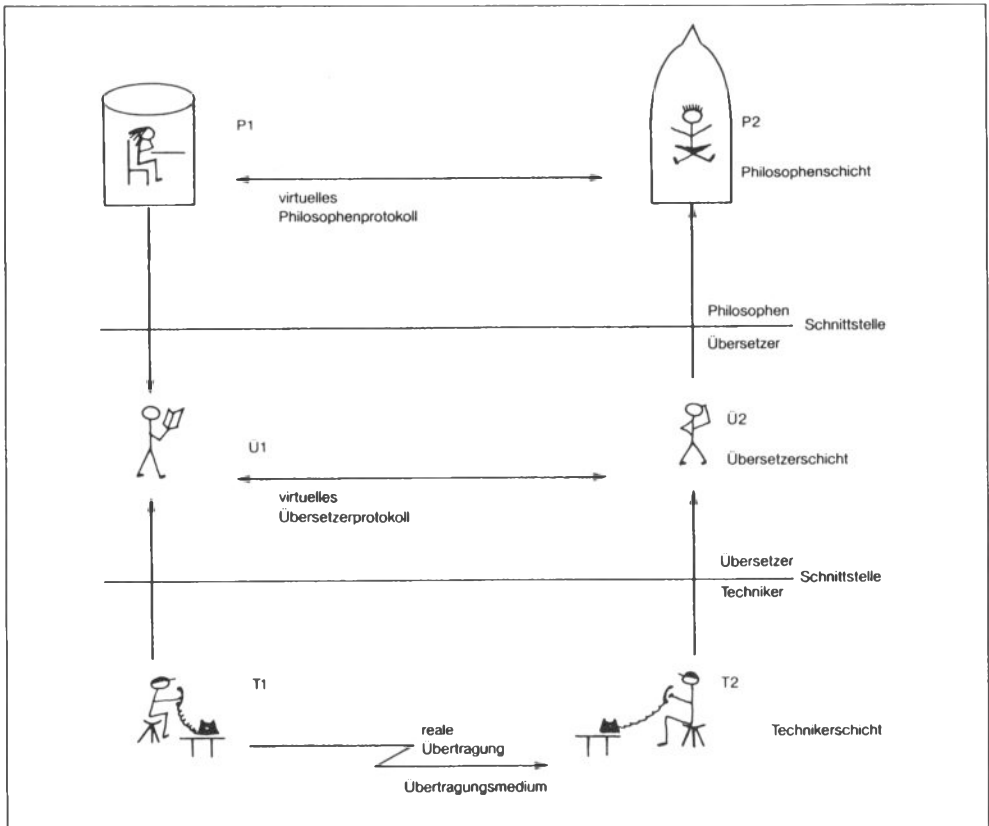 P1
P2
Philosophenschicht
virtuelles
Philosophenprotokoll
Philosophen
Schnittstelle
Übersetzer
Ü1
Ü2
Übersetzerschicht
virtuelles
Übersetzerprotokoll
Übersetzer
Schnittstelle
Techniker
T1
T2
reale
Übertragung
Technikerschicht
Übertragungsmedium